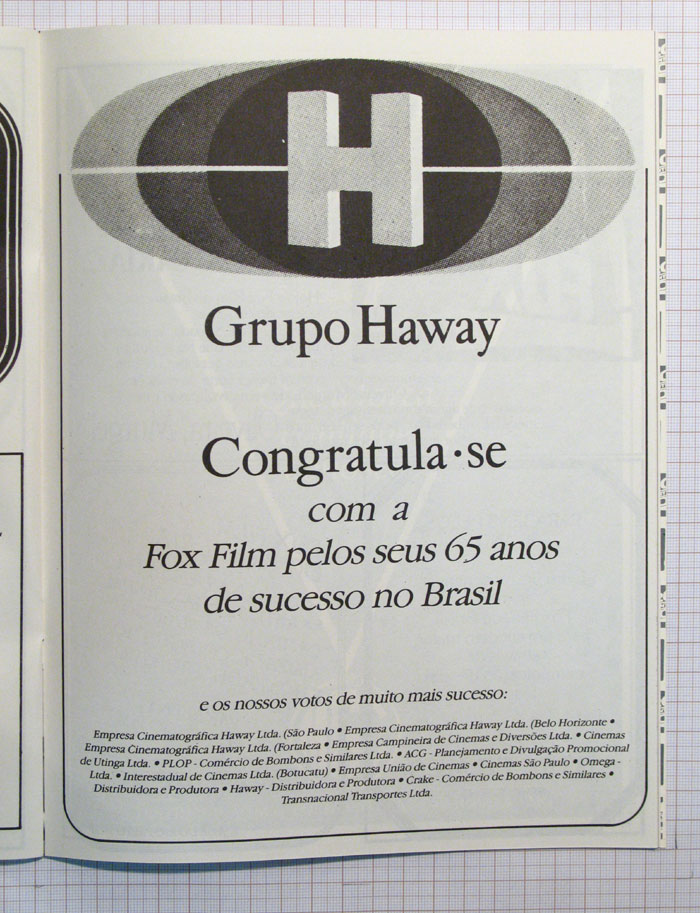 H
Grupo Haway
Congratula·se
com a
Fox Film pelos seus 65 anos
de sucesso no Brasil
e os nossos votos de muito mais sucesso:
Empresa Cinematográfica Haway Ltda. (São Paulo • Empresa Cinematográfica Haway Ltda. (Belo Horizonte •
Empresa Cinematográfica Haway Ltda. (Fortaleza • Empresa Campineira de Cinemas e Diversões Ltda. • Cinemas
de Utinga Ltda. • PLOP - Comércio de Bombons e Similares Ltda. • ACG - Planejamento e Divulgação Promocional
Ltda. • Interestadual de Cinemas Ltda. (Botucatu) • Empresa União de Cinemas • Cinemas São Paulo • Omega -
Distribuidora e Produtora • Haway - Distribuidora e Produtora • Crake - Comércio de Bombons e Similares •
Transnacional Transportes Ltda.